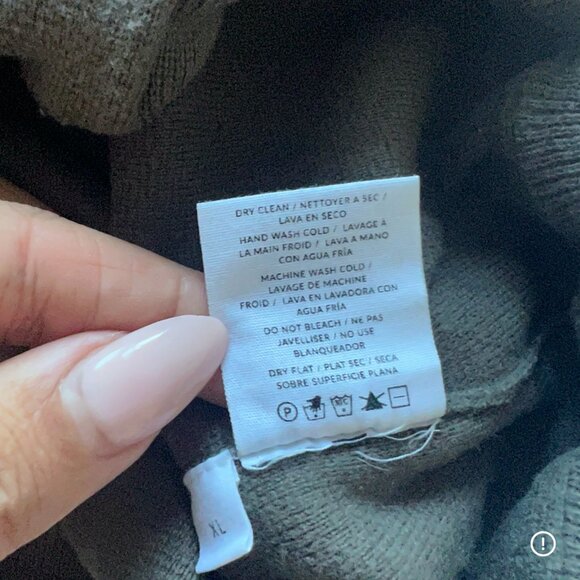 DRY CLEAN / NETTOYER A SEC /
LAVA EN SECO
HAND WASH COLD / LAVAGE À
LA MAIN FROID / LAVA A MANO
CON AGUA FRÍA
MACHINE WASH COLD /
LAVAGE DE MACHINE
FROID / LAVA EN LAVADORA CON
AGUA FRÍA
DO NOT BLEACH / NE PAS
JAVELLISER / NO USE
BLANQUEADOR
DRY FLAT / PLAT SEC / SECA
SOBRE SUPERFICIE PLANA
P
XL